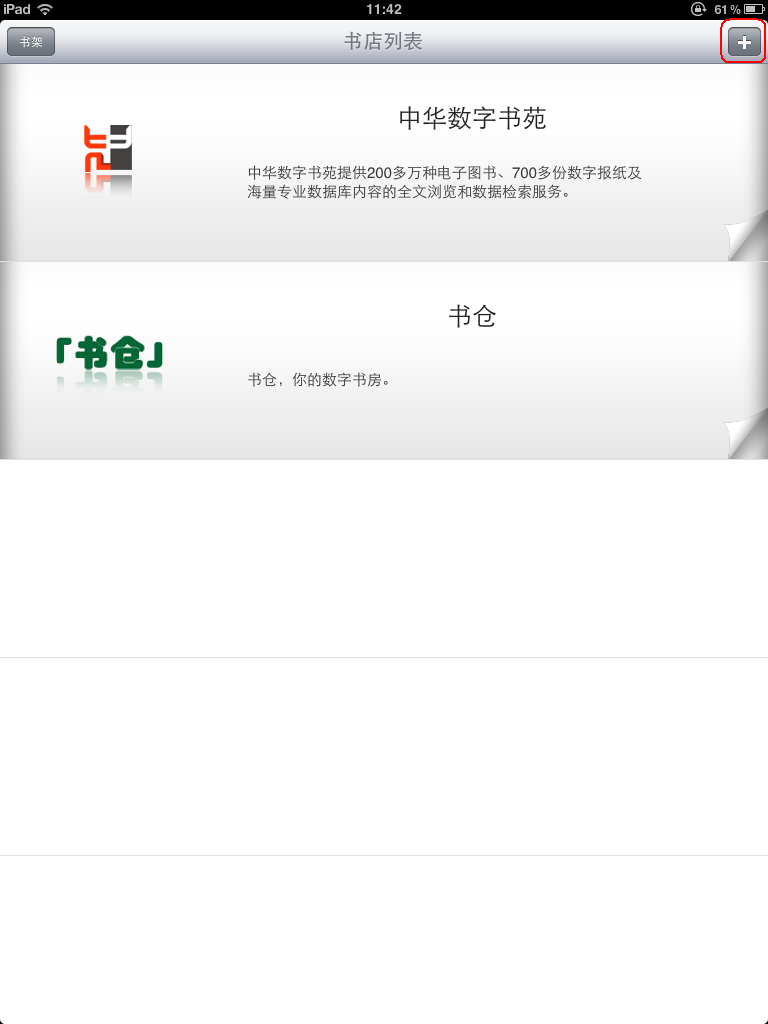 iPad 11:42 61%
书架 书店列表
中华数字书苑
中华数字书苑提供200多万种电子图书、700多份数字报纸及
海量专业数据库内容的全文浏览和数据检索服务。
书仓
「书仓」
书仓，你的数字书房。